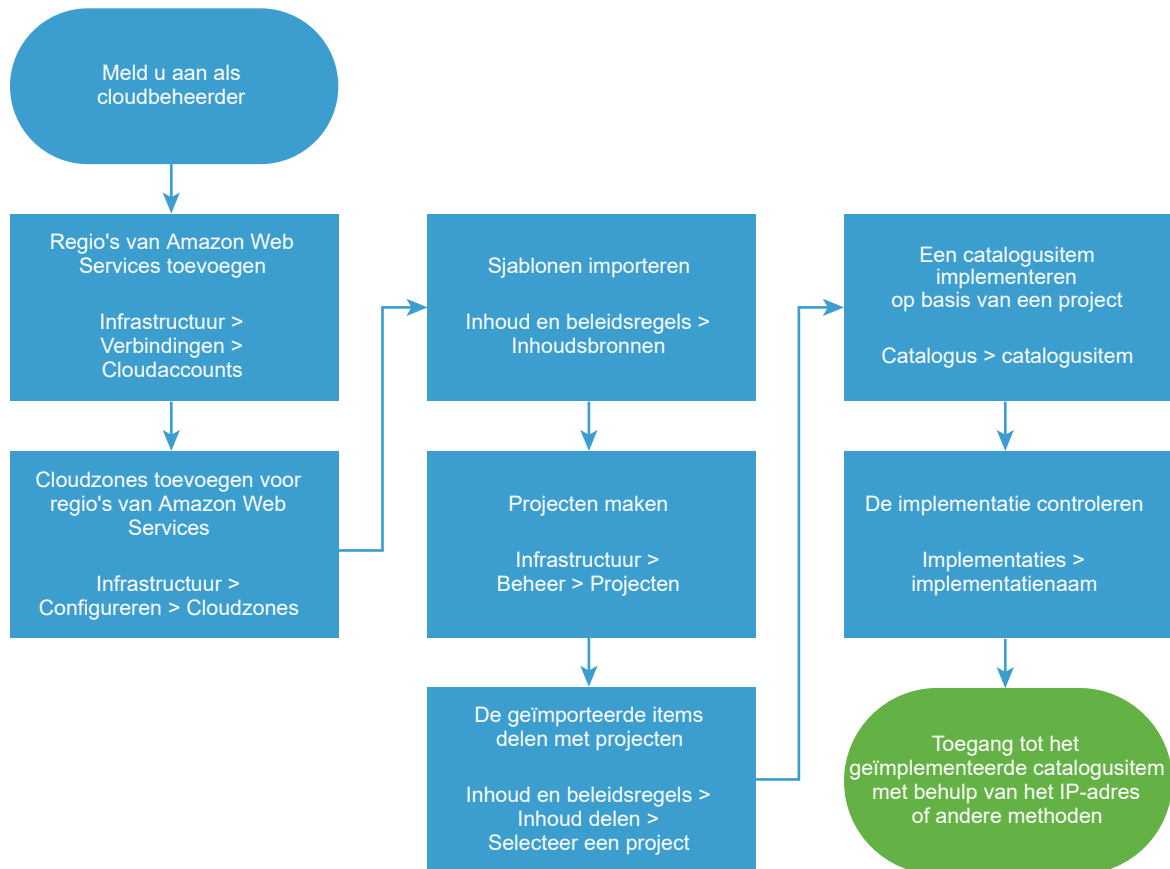 Meld u aan als
cloudbeheerder
Regio's van Amazon Web
Services toevoegen
Infrastructuur >
Verbindingen >
Cloudaccounts
Cloudzones toevoegen voor
regio's van Amazon Web
Services
Infrastructuur >
Configureren > Cloudzones
Sjablonen importeren
Inhoud en beleidsregels >
Inhoudsbronnen
Projecten maken
Infrastructuur >
Beheer > Projecten
De geïmporteerde items
delen met projecten
Inhoud en beleidsregels >
Inhoud delen >
Selecteer een project
Een catalogusitem
implementeren
op basis van een project
Catalogus > catalogusitem
De implementatie controleren
Implementaties >
implementatienaam
Toegang tot het
geïmplementeerde catalogusitem
met behulp van het IP-adres
of andere methoden